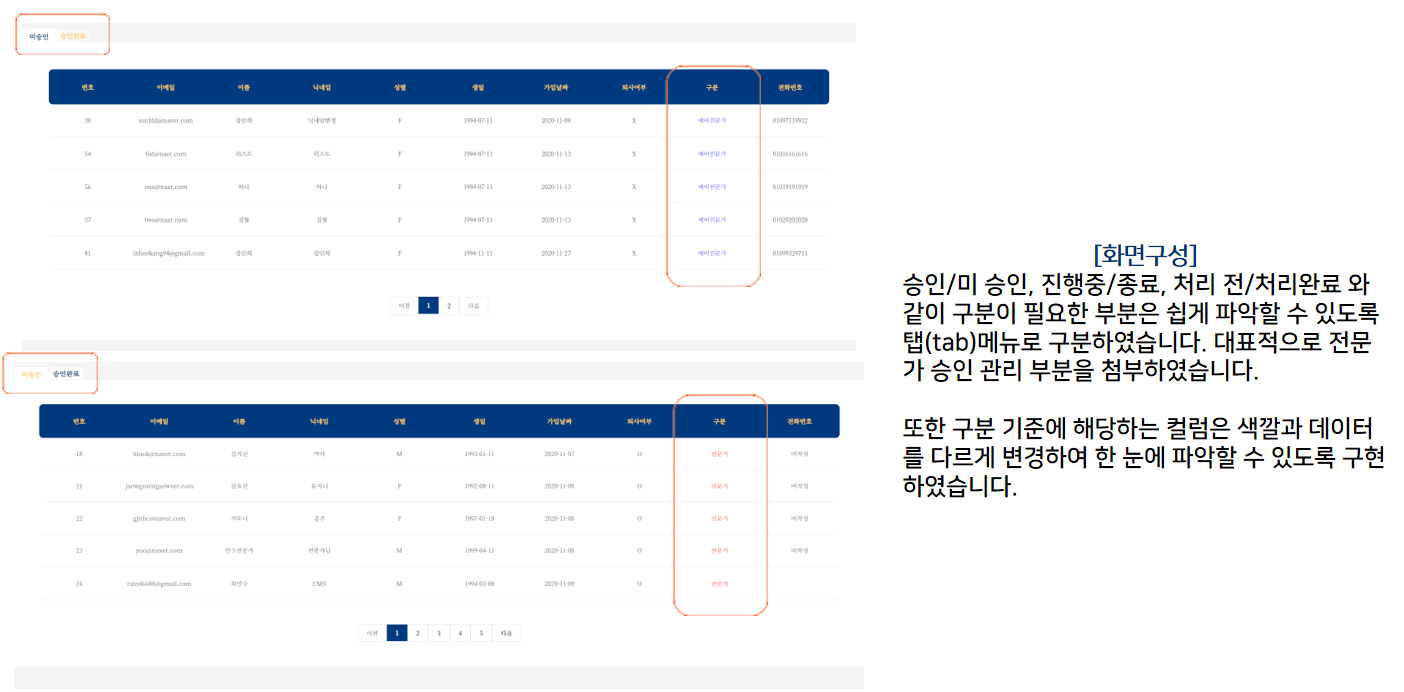 미승인 승인완료
번호 이메일 이름 닉네임 성별 생일 가입날짜 퇴사여부 구분 전화번호
38 serddd@naver.com 강인희 닉네임변경 F 1994-07-11 2020-11-09 X 예비전문가 01097119932
54 list@naer.com 리스트 리스트 F 1994-07-11 2020-11-13 X 예비전문가 01016161616
56 one@naer.com 하나 하나 F 1994-07-11 2020-11-13 X 예비전문가 01019191919
57 two@naer.com 김둘 김둘 F 1994-07-11 2020-11-13 X 예비전문가 01020202020
81 inheekang94@gmail.com 강인희 강인희 F 1994-11-11 2020-11-27 X 예비전문가 01099329711
이전 1 2 다음
미승인 승인완료
번호 이메일 이름 닉네임 성별 생일 가입날짜 퇴사여부 구분 전화번호
18 @naver.com 김지선 카카 M 1993-01-11 2020-11-07 O 전문가 미작성
21 김유진 유지니 F 1992-08-11 2020-11-08 O 전문가 미작성
22 gjnhc@naver.com 공주 F 1997-01-18 2020-11-08 O 전문가 미작성
23 yux@naver.com 민수전문가 전문가님 M 1999-04-11 2020-11-08 O 전문가 미작성
24 rain46688@gmail.com 최민수 CMS M 1994-03-08 2020-11-08 O 전문가
이전 1 2 3 4 5 다음
[화면구성]
승인/미 승인, 진행중/종료, 처리 전/처리완료 와
같이 구분이 필요한 부분은 쉽게 파악할 수 있도록
탭(tab)메뉴로 구분하였습니다. 대표적으로 전문
가 승인 관리 부분을 첨부하였습니다.
또한 구분 기준에 해당하는 컬럼은 색깔과 데이터
를 다르게 변경하여 한 눈에 파악할 수 있도록 구현
하였습니다.